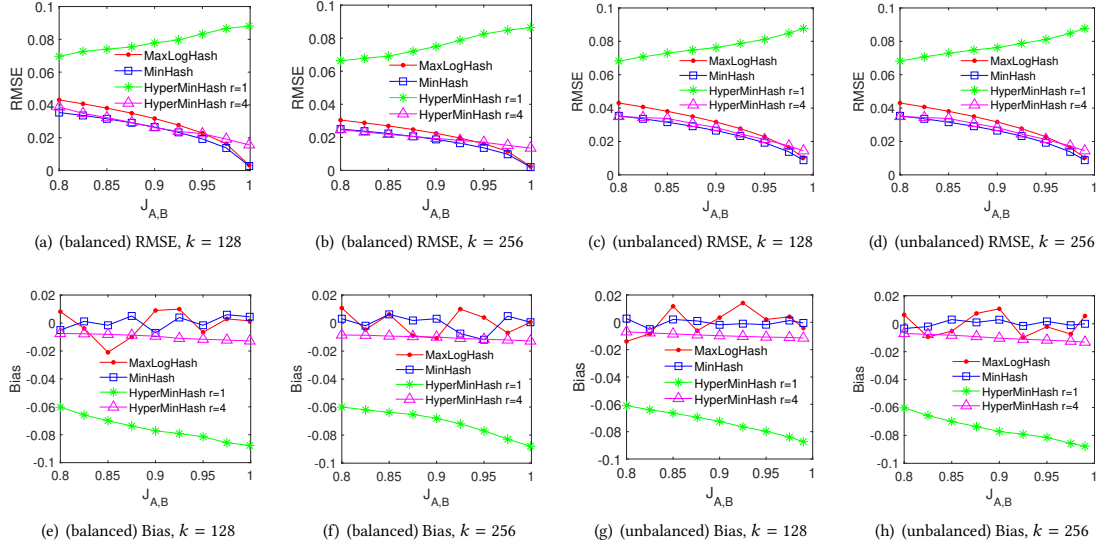 0.1
0.08
0.06
0.04
0.02
0
RMSE
MaxLogHash
MinHash
HyperMinHash r=1
HyperMinHash r=4
0.8 0.85 0.9 0.95 1
J_A,B
(a) (balanced) RMSE, k = 128
0.1
0.08
0.06
0.04
0.02
0
RMSE
MaxLogHash
MinHash
HyperMinHash r=1
HyperMinHash r=4
0.8 0.85 0.9 0.95 1
J_A,B
(b) (balanced) RMSE, k = 256
0.1
0.08
0.06
0.04
0.02
0
RMSE
MaxLogHash
MinHash
HyperMinHash r=1
HyperMinHash r=4
0.8 0.85 0.9 0.95 1
J_A,B
(c) (unbalanced) RMSE, k = 128
0.1
0.08
0.06
0.04
0.02
0
RMSE
MaxLogHash
MinHash
HyperMinHash r=1
HyperMinHash r=4
0.8 0.85 0.9 0.95 1
J_A,B
(d) (unbalanced) RMSE, k = 256
0.02
0
-0.02
-0.04
-0.06
-0.08
-0.1
Bias
MaxLogHash
MinHash
HyperMinHash r=1
HyperMinHash r=4
0.8 0.85 0.9 0.95 1
J_A,B
(e) (balanced) Bias, k = 128
0.02
0
-0.02
-0.04
-0.06
-0.08
-0.1
Bias
MaxLogHash
MinHash
HyperMinHash r=1
HyperMinHash r=4
0.8 0.85 0.9 0.95 1
J_A,B
(f) (balanced) Bias, k = 256
0.02
0
-0.02
-0.04
-0.06
-0.08
-0.1
Bias
MaxLogHash
MinHash
HyperMinHash r=1
HyperMinHash r=4
0.8 0.85 0.9 0.95 1
J_A,B
(g) (unbalanced) Bias, k = 128
0.02
0
-0.02
-0.04
-0.06
-0.08
-0.1
Bias
MaxLogHash
MinHash
HyperMinHash r=1
HyperMinHash r=4
0.8 0.85 0.9 0.95 1
J_A,B
(h) (unbalanced) Bias, k = 256